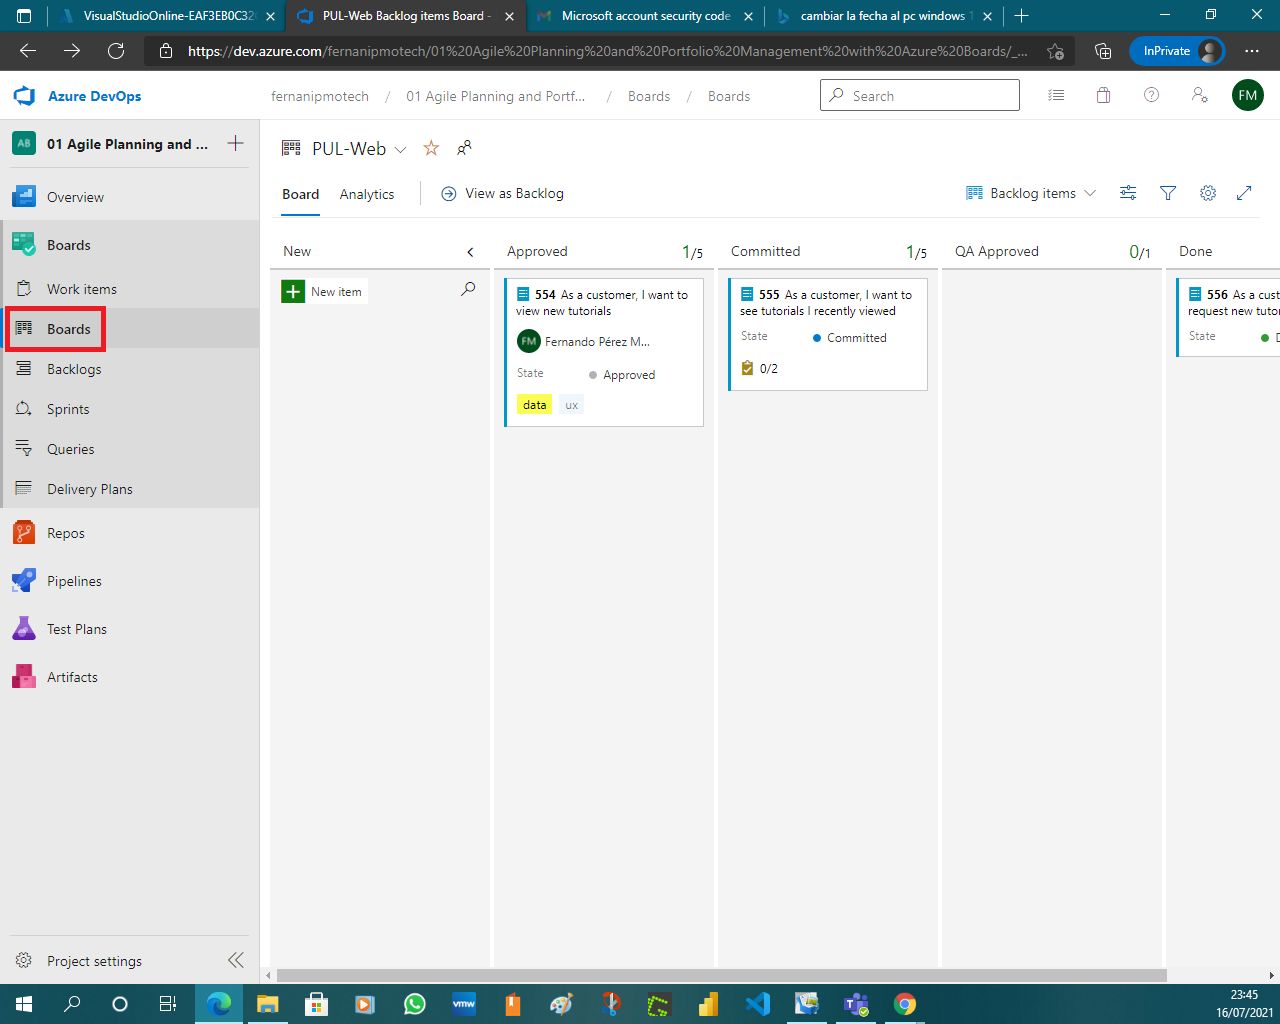 VisualStudioOnline-EAF3EB0C32
PUL-Web Backlog items Board -
Microsoft account security code
cambiar la fecha al pc windows 1
https://dev.azure.com/fernanipmotech/01%20Agile%20Planning%20and%20Portfolio%20Management%20with%20Azure%20Boards/_...
InPrivate
Azure DevOps
fernanipmotech / 01 Agile Planning and Portf... / Boards / Boards
Search
FM
AB 01 Agile Planning and ...
PUL-Web
Board Analytics View as Backlog
Backlog items
Overview
Boards
Work items
Boards
Backlogs
Sprints
Queries
Delivery Plans
Repos
Pipelines
Test Plans
Artifacts
Project settings
New
New item
Approved 1/5
554 As a customer, I want to
view new tutorials
FM Fernando Pérez M...
State Approved
data ux
Committed 1/5
555 As a customer, I want to
see tutorials I recently viewed
State Committed
0/2
QA Approved 0/1
Done
556 As a cust
request new tutor
State
vmw
23:45
16/07/2021